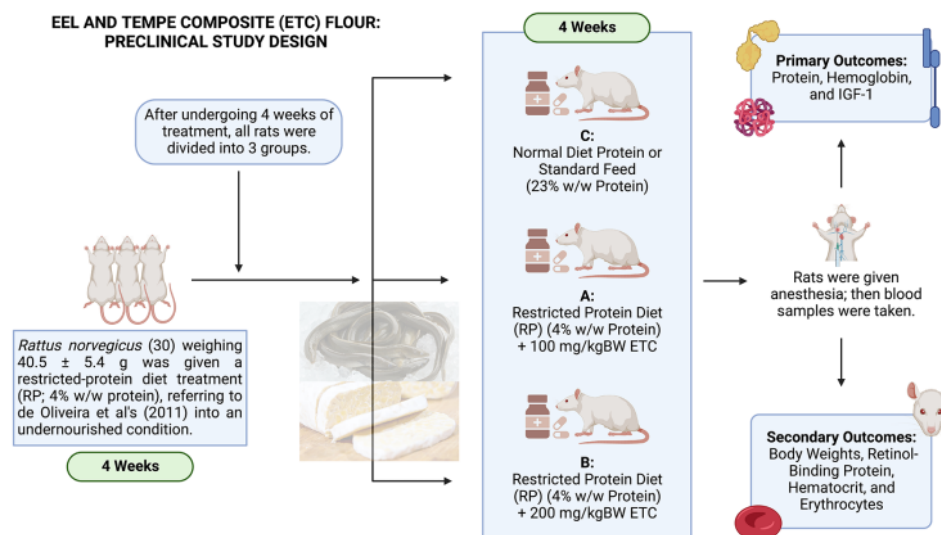 EEL AND TEMPE COMPOSITE (ETC) FLOUR:
PRECLINICAL STUDY DESIGN
After undergoing 4 weeks of
treatment, all rats were
divided into 3 groups.
Rattus norvegicus (30) weighing
40.5 ± 5.4 g was given a
restricted-protein diet treatment
(RP; 4% w/w protein), referring to
de Oliveira et al's (2011) into an
undernourished condition.
4 Weeks
4 Weeks
C:
Normal Diet Protein or
Standard Feed
(23% w/w Protein)
A:
Restricted Protein Diet
(RP) (4% w/w Protein)
+ 100 mg/kgBW ETC
B:
Restricted Protein Diet
(RP) (4% w/w Protein)
+ 200 mg/kgBW ETC
Primary Outcomes:
Protein, Hemoglobin,
and IGF-1
Rats were given
anesthesia; then blood
samples were taken.
Secondary Outcomes:
Body Weights, Retinol-
Binding Protein,
Hematocrit, and
Erythrocytes